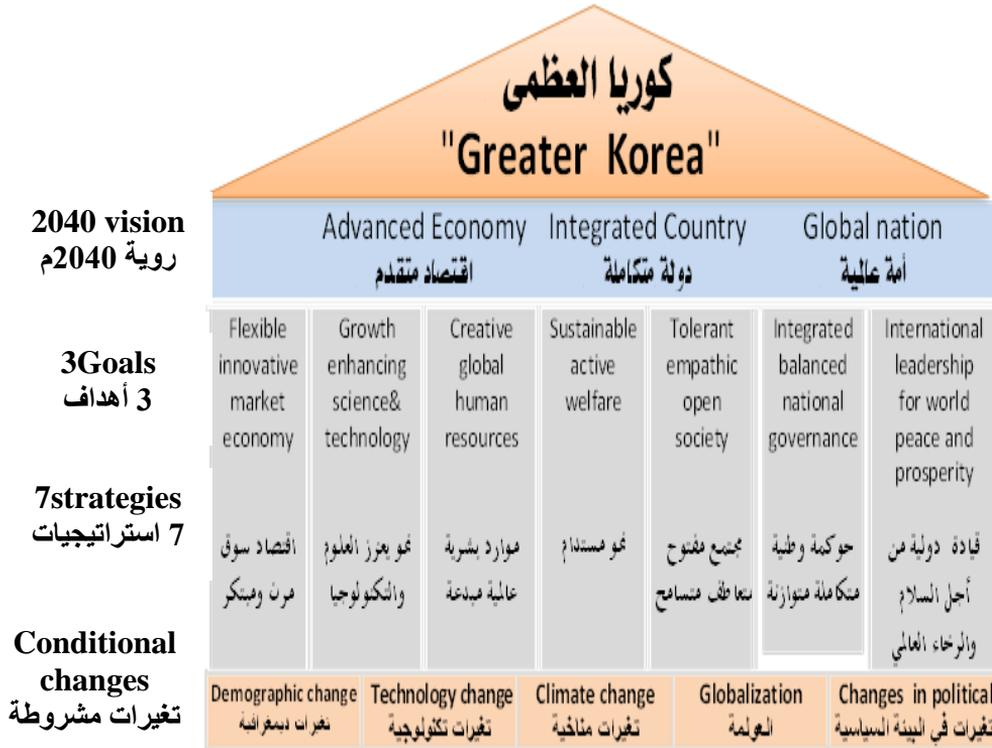 كوريا العظمى
"Greater Korea"
2040 vision
روية 2040م
Advanced Economy
اقتصاد متقدم
Integrated Country
دولة متكاملة
Global nation
أمة عالمية
3Goals
3 أهداف
7strategies
7 استراتيجيات
Flexible
innovative
market
economy
اقتصاد سوق
مرن ومبتكر
Growth
enhancing
science&
technology
نمو يعزز العلوم
والتكنولوجيا
Creative
global
human
resources
موارد بشرية
عالمية مبدعة
Sustainable
active
welfare
نمو مستدام
Tolerant
empathic
open
society
مجتمع مفتوح
متعاطف متسامح
Integrated
balanced
national
governance
حوكمة وطنية
متكاملة متوازنة
International
leadership
for world
peace and
prosperity
قيادة دولية من
أجل السلام
والرخاء العالمي
Conditional
changes
تغيرات مشروطة
Demographic change
تغيرات ديمغرافية
Technology change
تغيرات تكنولوجية
Climate change
تغيرات مناخية
Globalization
العولمة
Changes in political
تغيرات في البيئة السياسية